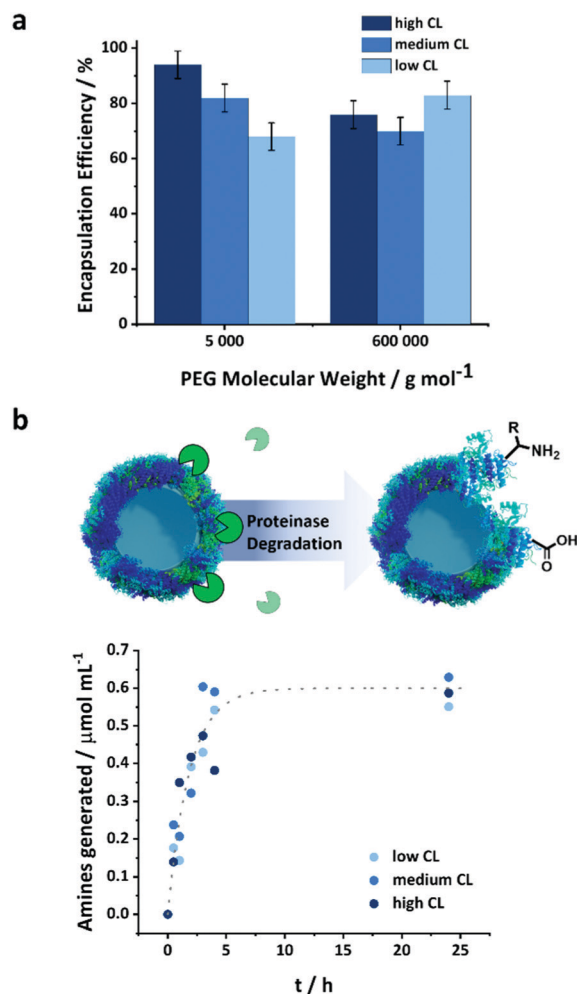 a
high CL
medium CL
low CL
Encapsulation Efficiency / %
100
80
60
40
20
0
5 000
600 000
PEG Molecular Weight / g mol⁻¹
b
R
NH₂
Proteinase
Degradation
OH
O
Amines generated / μmol mL⁻¹
0.7
0.6
0.5
0.4
0.3
0.2
0.1
0.0
low CL
medium CL
high CL
0
5
10
15
20
25
t / h